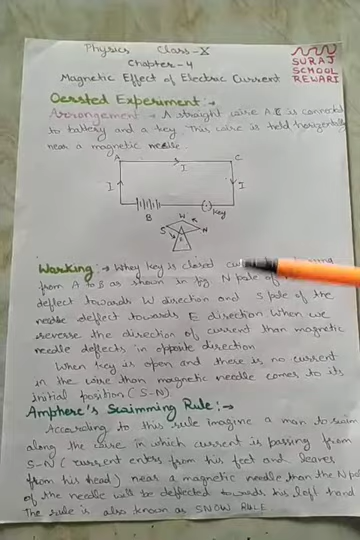 Physics Class-X
SURAJ
SCHOOL
REWARI
Chapter-4
Magnetic Effect of Electric Current
Oersted Experiment:→
Arrangement → A straight wire AC is connected
to battery and a key. This wire is held horizontally
near a magnetic needle.
A C
I
I I
B Key
W
S N
E
Working:→ When key is closed
from A to B as shown in fig N pole of
deflect towards W direction and S pole of the
needle deflect towards E direction. When we
reverse the direction of current than magnetic
needle deflects in opposite direction.
When key is open and there is no current
in the wire than magnetic needle comes to its
initial position (S-N)
Amphere's Swimming Rule:→
According to this rule imagine a man to swim
along the wire in which current is passing from
S-N (current enters from his feet and leaves
from his head) near a magnetic needle than the N pole
of the needle will be deflected towards his left hand.
The rule is also known as SNOW RULE